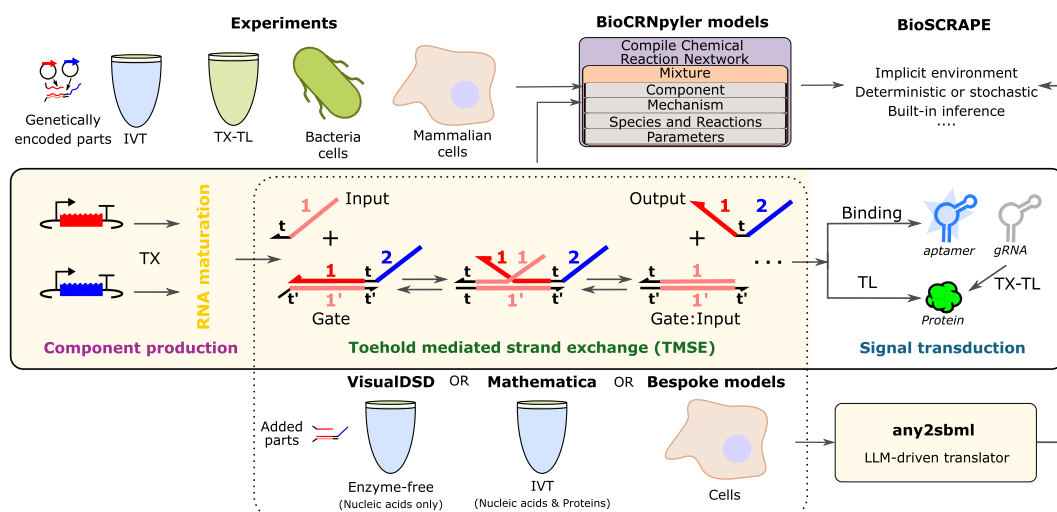 Experiments
BioCRNpyler models
BioSCRAPE
Compile Chemical
Reaction Nextwork
Mixture
Component
Mechanism
Species and Reactions
Parameters
Implicit environment
Deterministic or stochastic
Built-in inference
....
Genetically
encoded parts
IVT
TX-TL
Bacteria
cells
Mammalian
cells
TX
RNA maturation
Component production
Input
1
t
+
1
2
t
t'
1'
t'
Gate
1
1
2
t
t
t'
1'
t'
Output
1
2
t
+
t
1
t'
1'
t'
Gate:Input
...
Toehold mediated strand exchange (TMSE)
Binding
aptamer
gRNA
TL
TX-TL
Protein
Signal transduction
VisualDSD OR Mathematica OR Bespoke models
Added
parts
Enzyme-free
(Nucleic acids only)
IVT
(Nucleic acids & Proteins)
Cells
any2sbml
LLM-driven translator